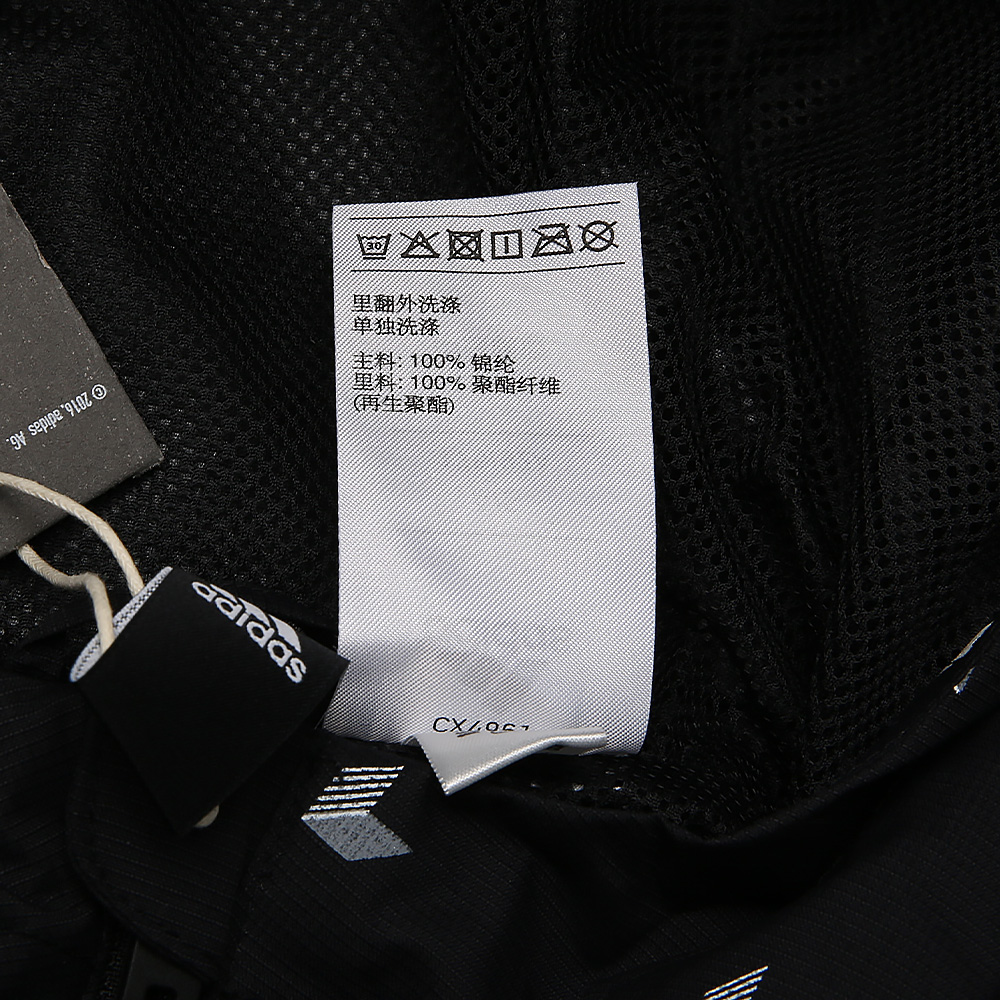 30
里翻外洗涤
单独洗涤
主料: 100% 锦纶
里料: 100% 聚酯纤维
(再生聚酯)
© 2016, adidas AG.
adidas